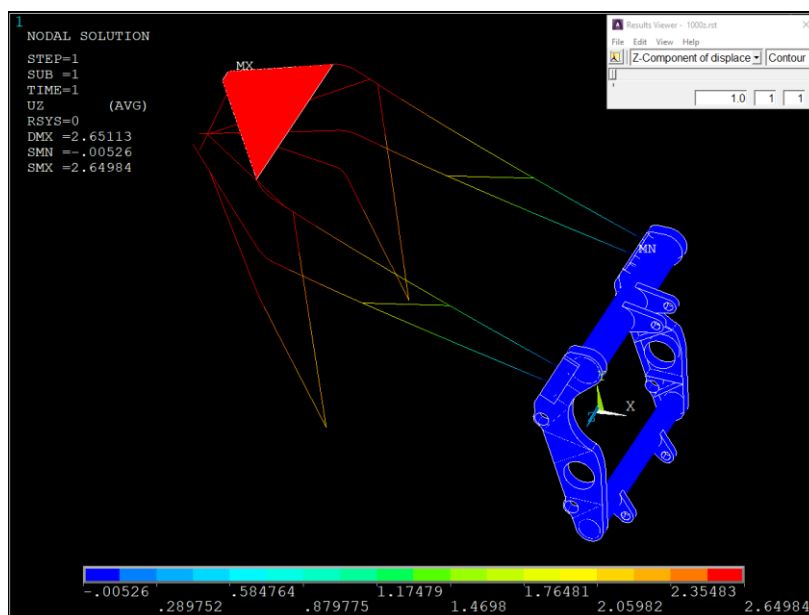 1
NODAL SOLUTION
STEP=1
SUB =1
TIME=1
UZ (AVG)
RSYS=0
DMX =2.65113
SMN =-.00526
SMX =2.64984
Results Viewer - 1000z.rst
File Edit View Help
Z-Component of displace Contour
1.0 1 1
MX
MN
X
-.00526 .584764 1.17479 1.76481 2.35483
.289752 .879775 1.4698 2.05982 2.64984